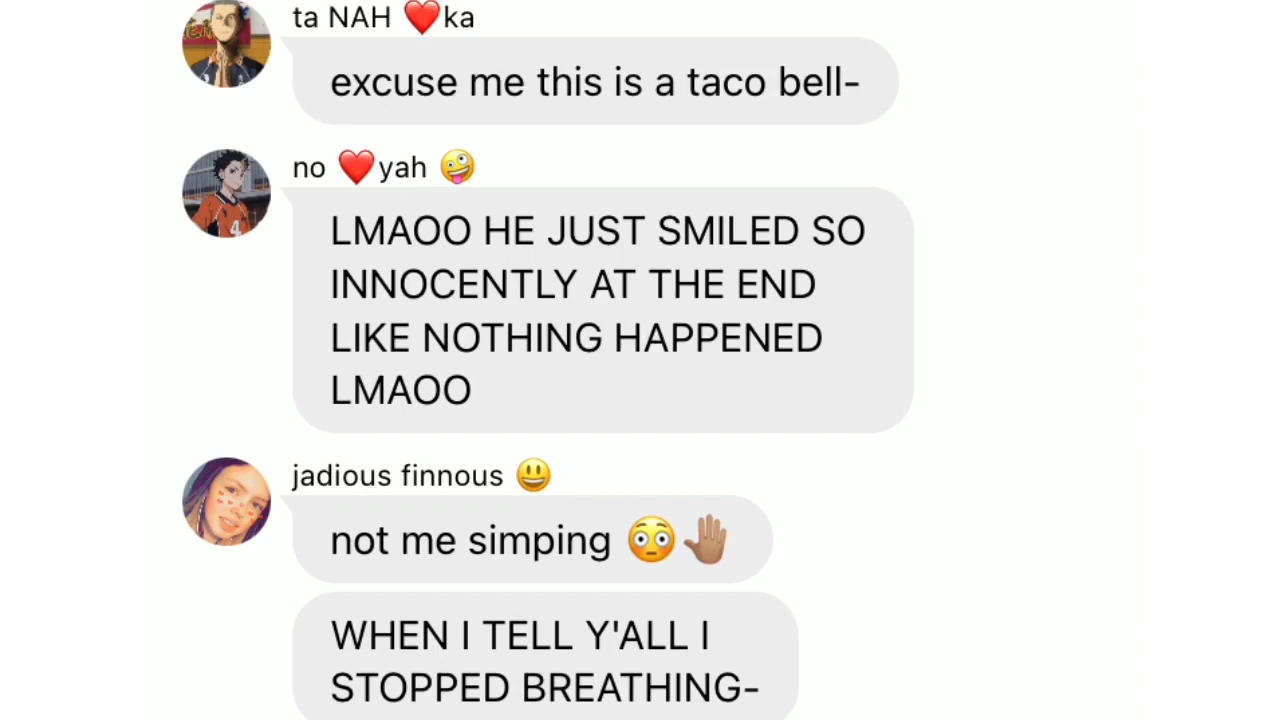 ta NAH ❤️ka
excuse me this is a taco bell-
no ❤️yah 🤪
LMAOO HE JUST SMILED SO
INNOCENTLY AT THE END
LIKE NOTHING HAPPENED
LMAOO
jadious finnous 😃
not me simping 😳🤚🏽
WHEN I TELL Y'ALL I
STOPPED BREATHING-